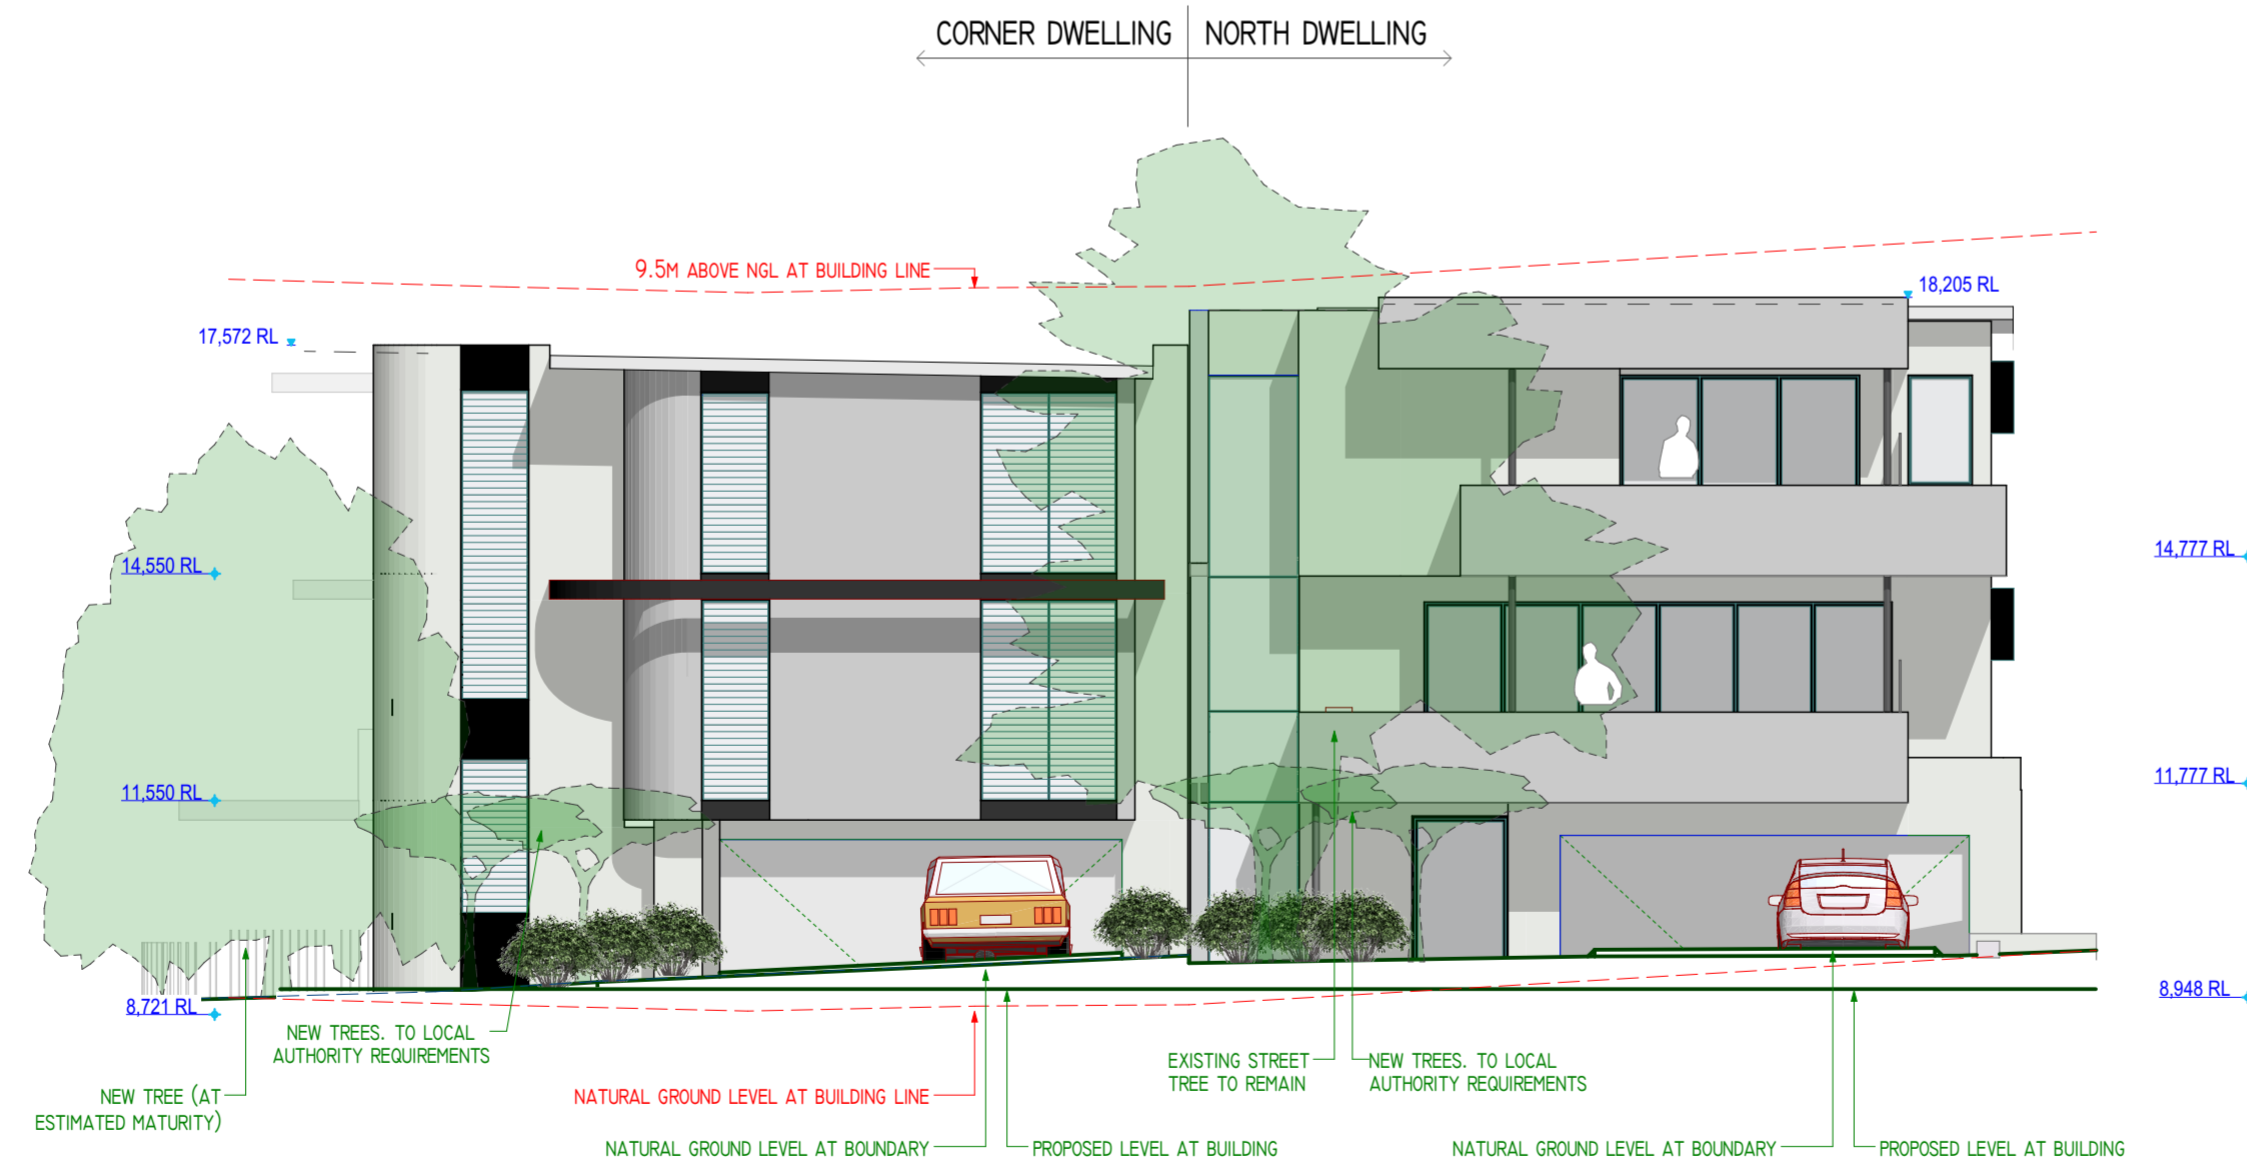 CORNER DWELLING
NORTH DWELLING
9.5M ABOVE NGL AT BUILDING LINE
18,205 RL
17,572 RL
14,550 RL
14,777 RL
11,550 RL
11,777 RL
8,721 RL
8,948 RL
NEW TREES. TO LOCAL
AUTHORITY REQUIREMENTS
EXISTING STREET
TREE TO REMAIN
NEW TREES. TO LOCAL
AUTHORITY REQUIREMENTS
NEW TREE (AT
ESTIMATED MATURITY)
NATURAL GROUND LEVEL AT BUILDING LINE
NATURAL GROUND LEVEL AT BOUNDARY
PROPOSED LEVEL AT BUILDING
NATURAL GROUND LEVEL AT BOUNDARY
PROPOSED LEVEL AT BUILDING